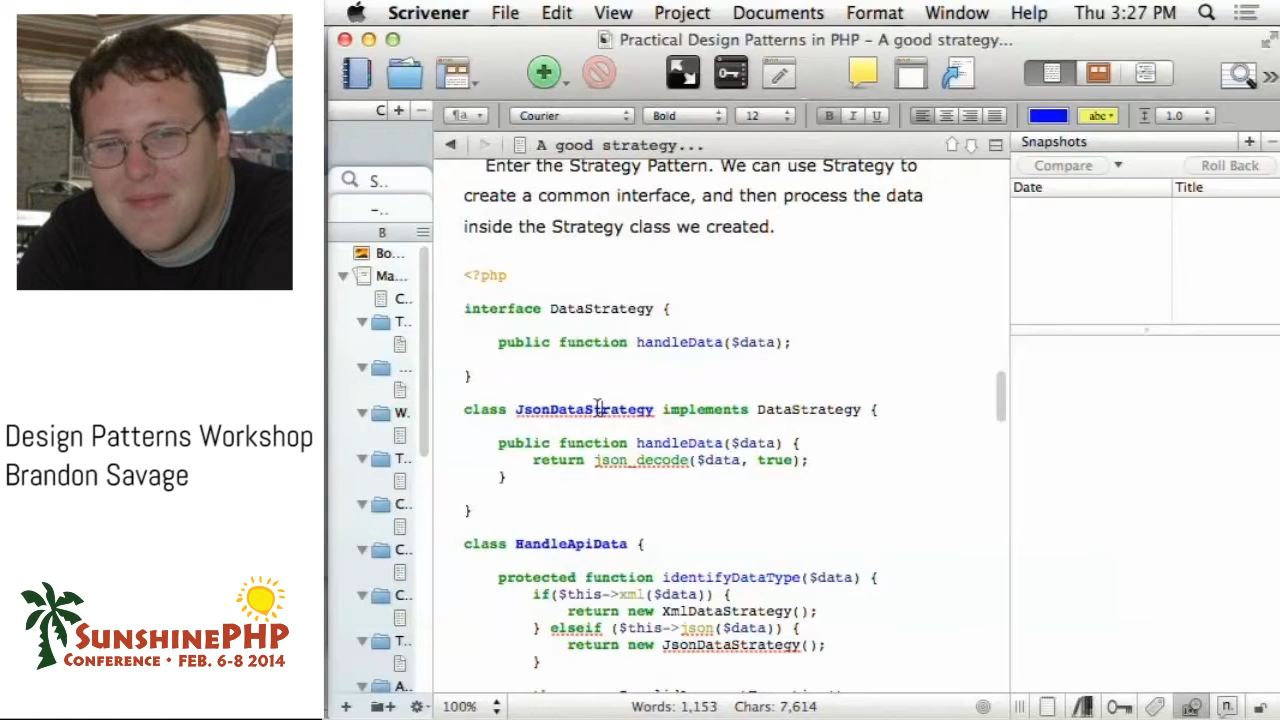 Scrivener File Edit View Project Documents Format Window Help Thu 3:27 PM
Practical Design Patterns in PHP – A good strategy...
C
¶a Courier Bold 12 B I U abc 1.0
A good strategy...
Snapshots
S..
Compare Roll Back
Date Title
–..
B
Bo...
Ma...
C..
T..
...
W.
T..
C..
C..
C..
T..
A..
Enter the Strategy Pattern. We can use Strategy to
create a common interface, and then process the data
inside the Strategy class we created.
<?php
interface DataStrategy {
public function handleData($data);
}
class JsonDataStrategy implements DataStrategy {
public function handleData($data) {
return json_decode($data, true);
}
}
class HandleApiData {
protected function identifyDataType($data) {
if($this->xml($data)) {
return new XmlDataStrategy();
} elseif ($this->json($data)) {
return new JsonDataStrategy();
}
100% Words: 1,153 Chars: 7,614
Design Patterns Workshop
Brandon Savage
SunshinePHP
Conference • Feb. 6-8 2014